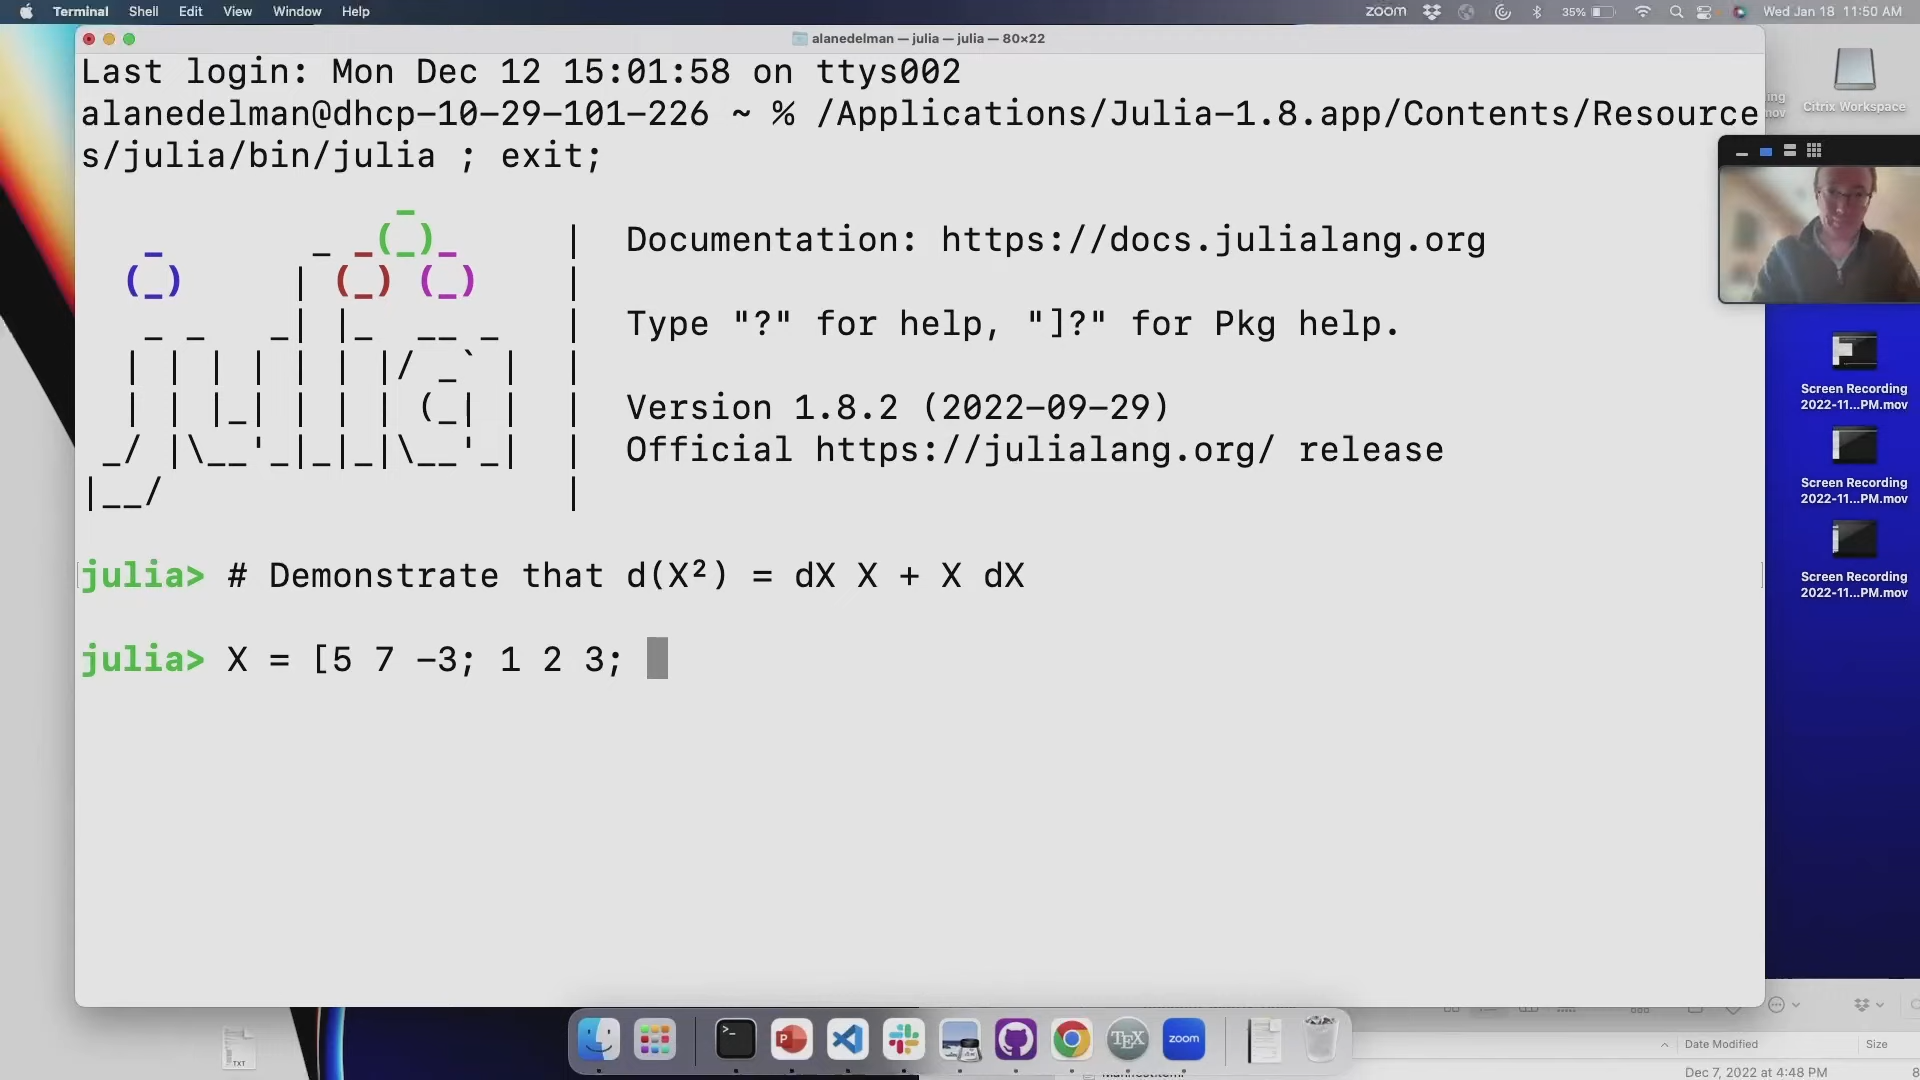 Terminal Shell Edit View Window Help
zoom 35% Wed Jan 18 11:50 AM
alanedelman — julia — julia — 80×22
Last login: Mon Dec 12 15:01:58 on ttys002
alanedelman@dhcp-10-29-101-226 ~ % /Applications/Julia-1.8.app/Contents/Resource
s/julia/bin/julia ; exit;
Documentation: https://docs.julialang.org
Type "?" for help, "]?" for Pkg help.
Version 1.8.2 (2022-09-29)
Official https://julialang.org/ release
julia> # Demonstrate that d(X²) = dX X + X dX
julia> X = [5 7 -3; 1 2 3;
Citrix Workspace
Screen Recording
2022-11...PM.mov
Screen Recording
2022-11...PM.mov
Screen Recording
2022-11...PM.mov
TXT
TEX
zoom
Date Modified Size
Dec 7, 2022 at 4:48 PM